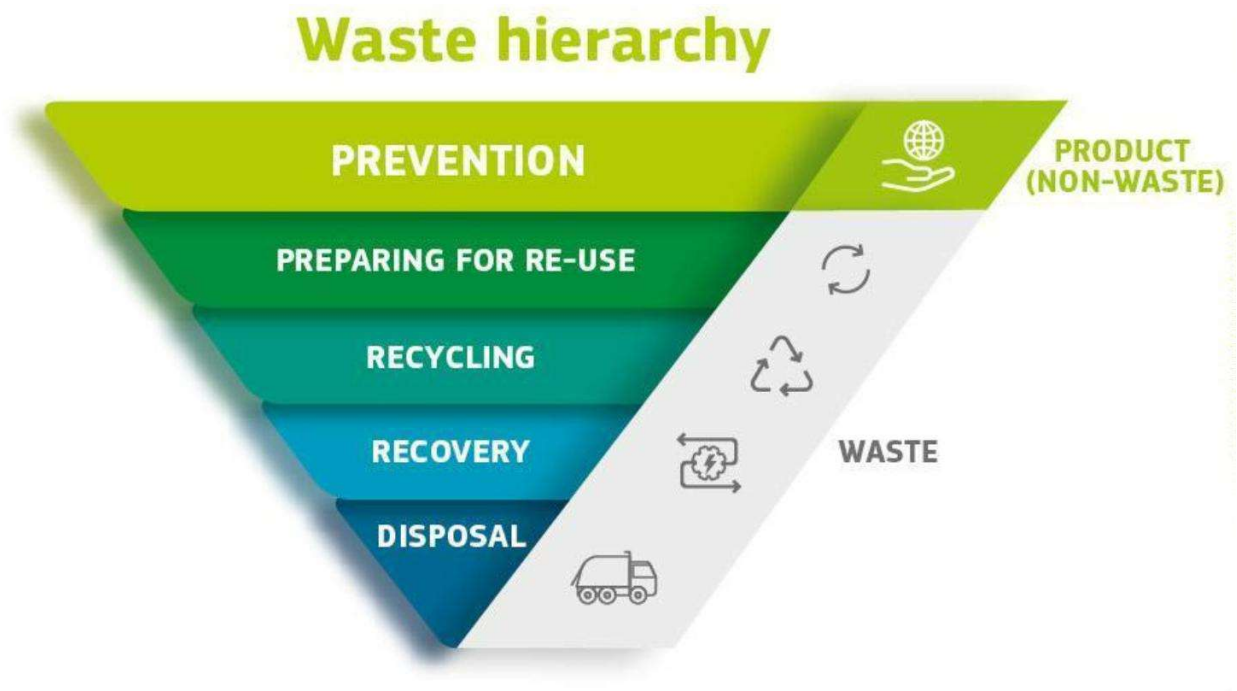 Waste hierarchy
PREVENTION
PRODUCT
(NON-WASTE)
PREPARING FOR RE-USE
RECYCLING
RECOVERY
WASTE
DISPOSAL